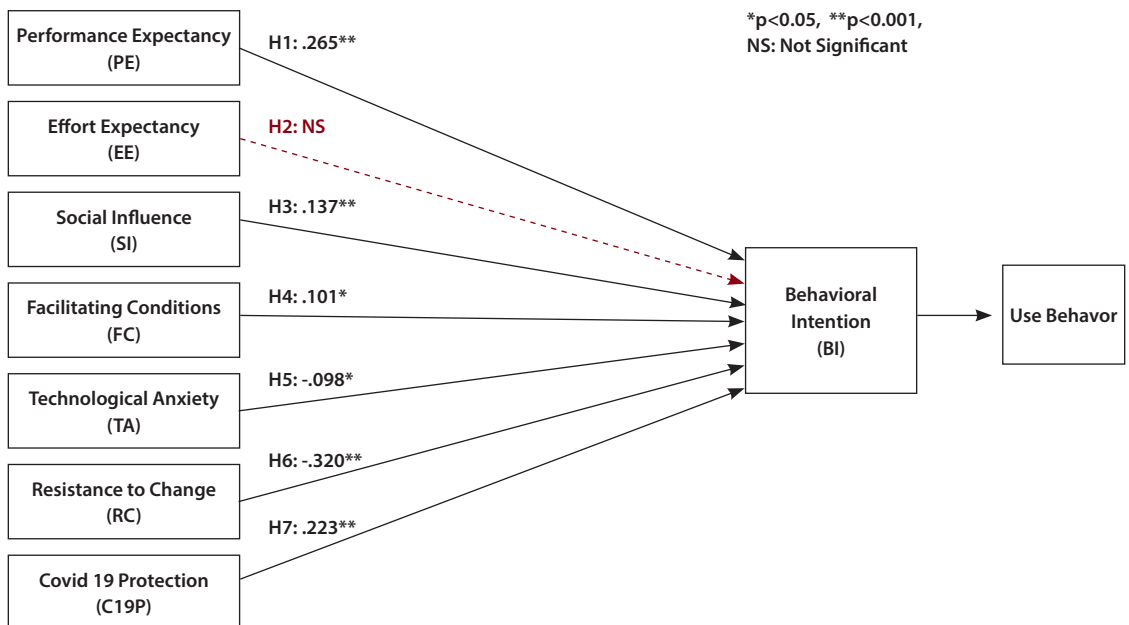 Performance Expectancy
(PE)
H1: .265**
*p<0.05, **p<0.001,
NS: Not Significant
Effort Expectancy
(EE)
H2: NS
Social Influence
(SI)
H3: .137**
Facilitating Conditions
(FC)
H4: .101*
Technological Anxiety
(TA)
H5: -.098*
Resistance to Change
(RC)
H6: -.320**
Covid 19 Protection
(C19P)
H7: .223**
Behavioral
Intention
(BI)
Use Behavor